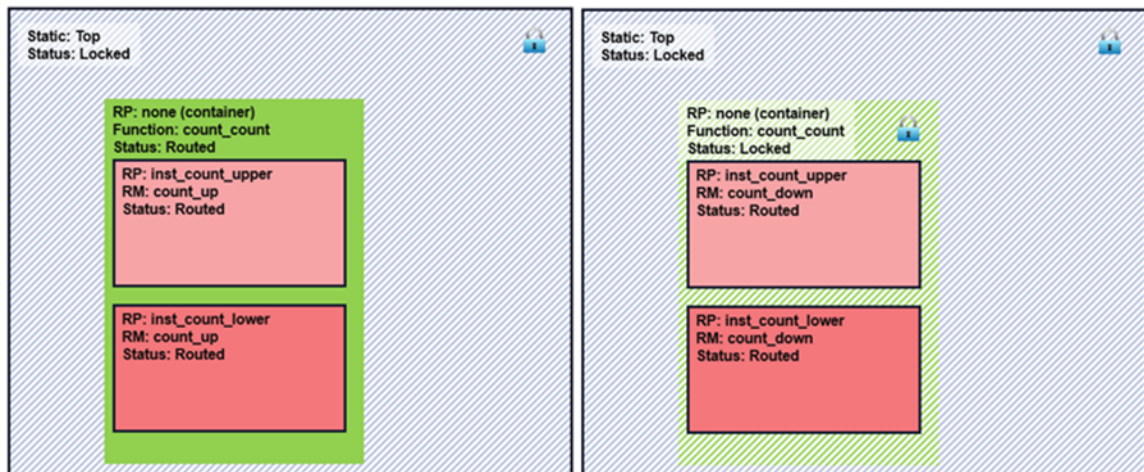 Static: Top
Status: Locked
RP: none (container)
Function: count_count
Status: Routed
RP: inst_count_upper
RM: count_up
Status: Routed
RP: inst_count_lower
RM: count_up
Status: Routed
Static: Top
Status: Locked
RP: none (container)
Function: count_count
Status: Locked
RP: inst_count_upper
RM: count_down
Status: Routed
RP: inst_count_lower
RM: count_down
Status: Routed